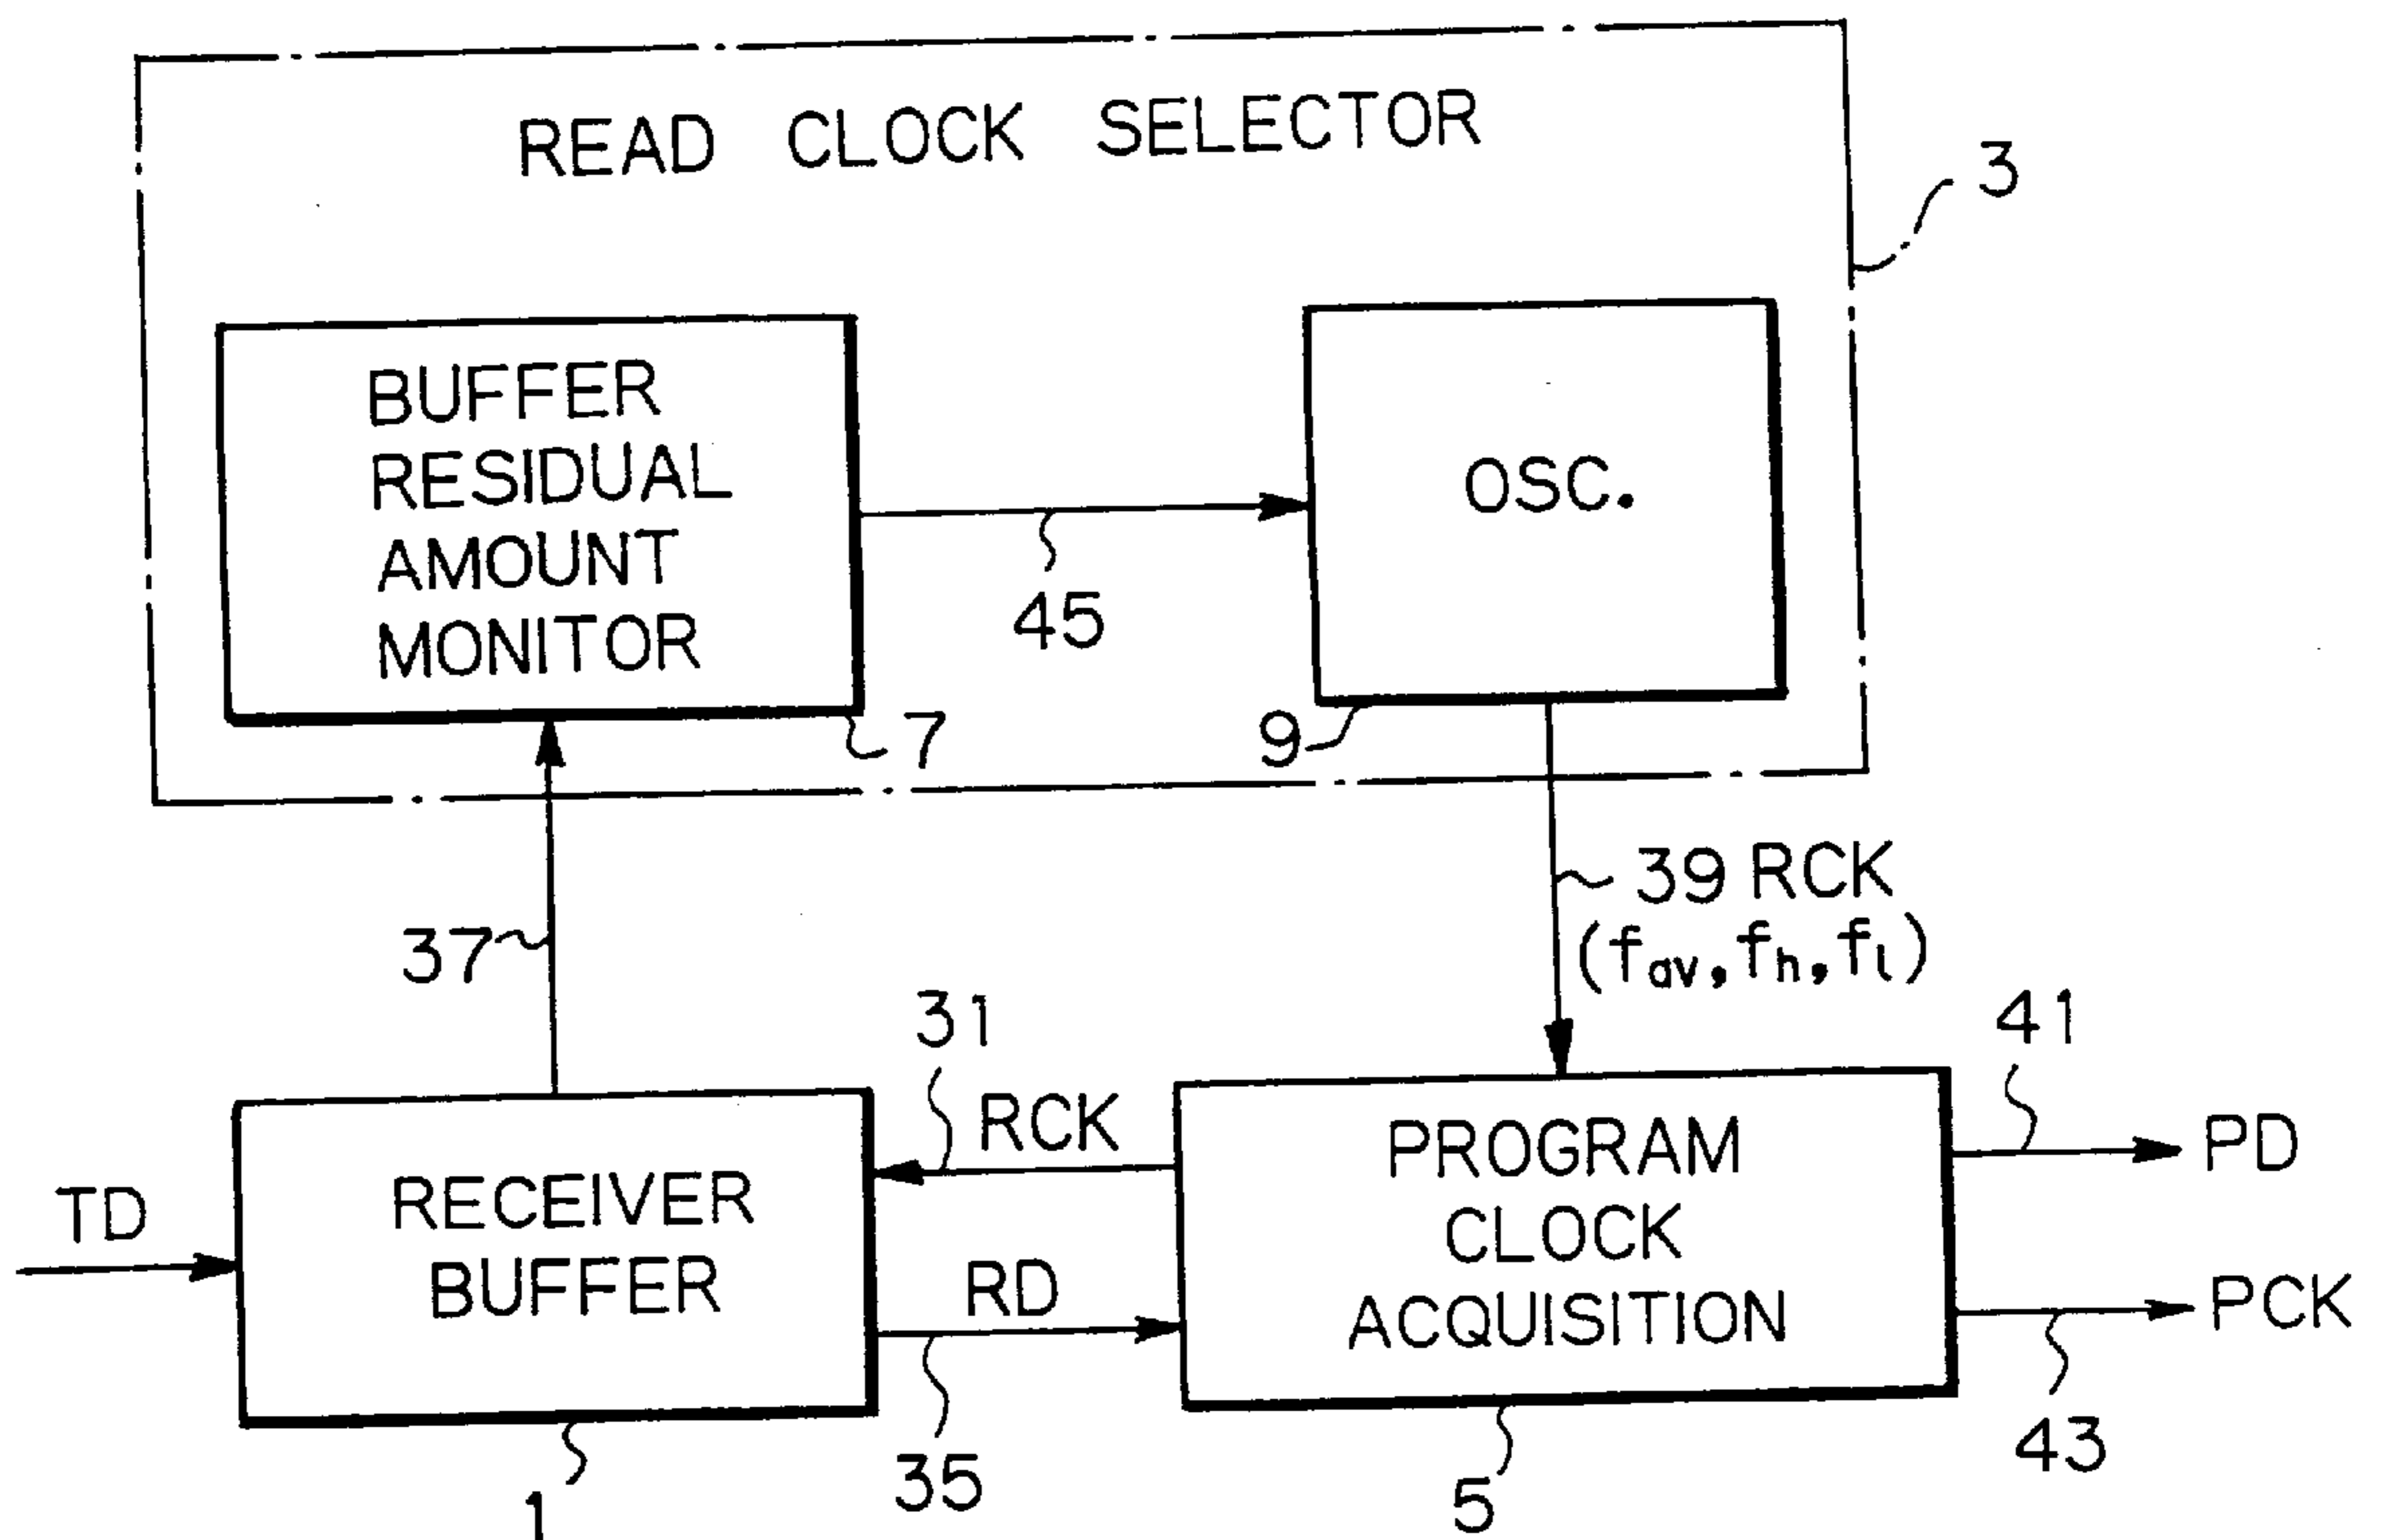 READ CLOCK SELECTOR
3
BUFFER
RESIDUAL
AMOUNT
MONITOR
OSC.
45
7
9
39 RCK
(fav, fh, fl)
37
31
RCK
41
PD
TD
RECEIVER
BUFFER
PROGRAM
CLOCK
ACQUISITION
RD
PCK
35
43
1
5